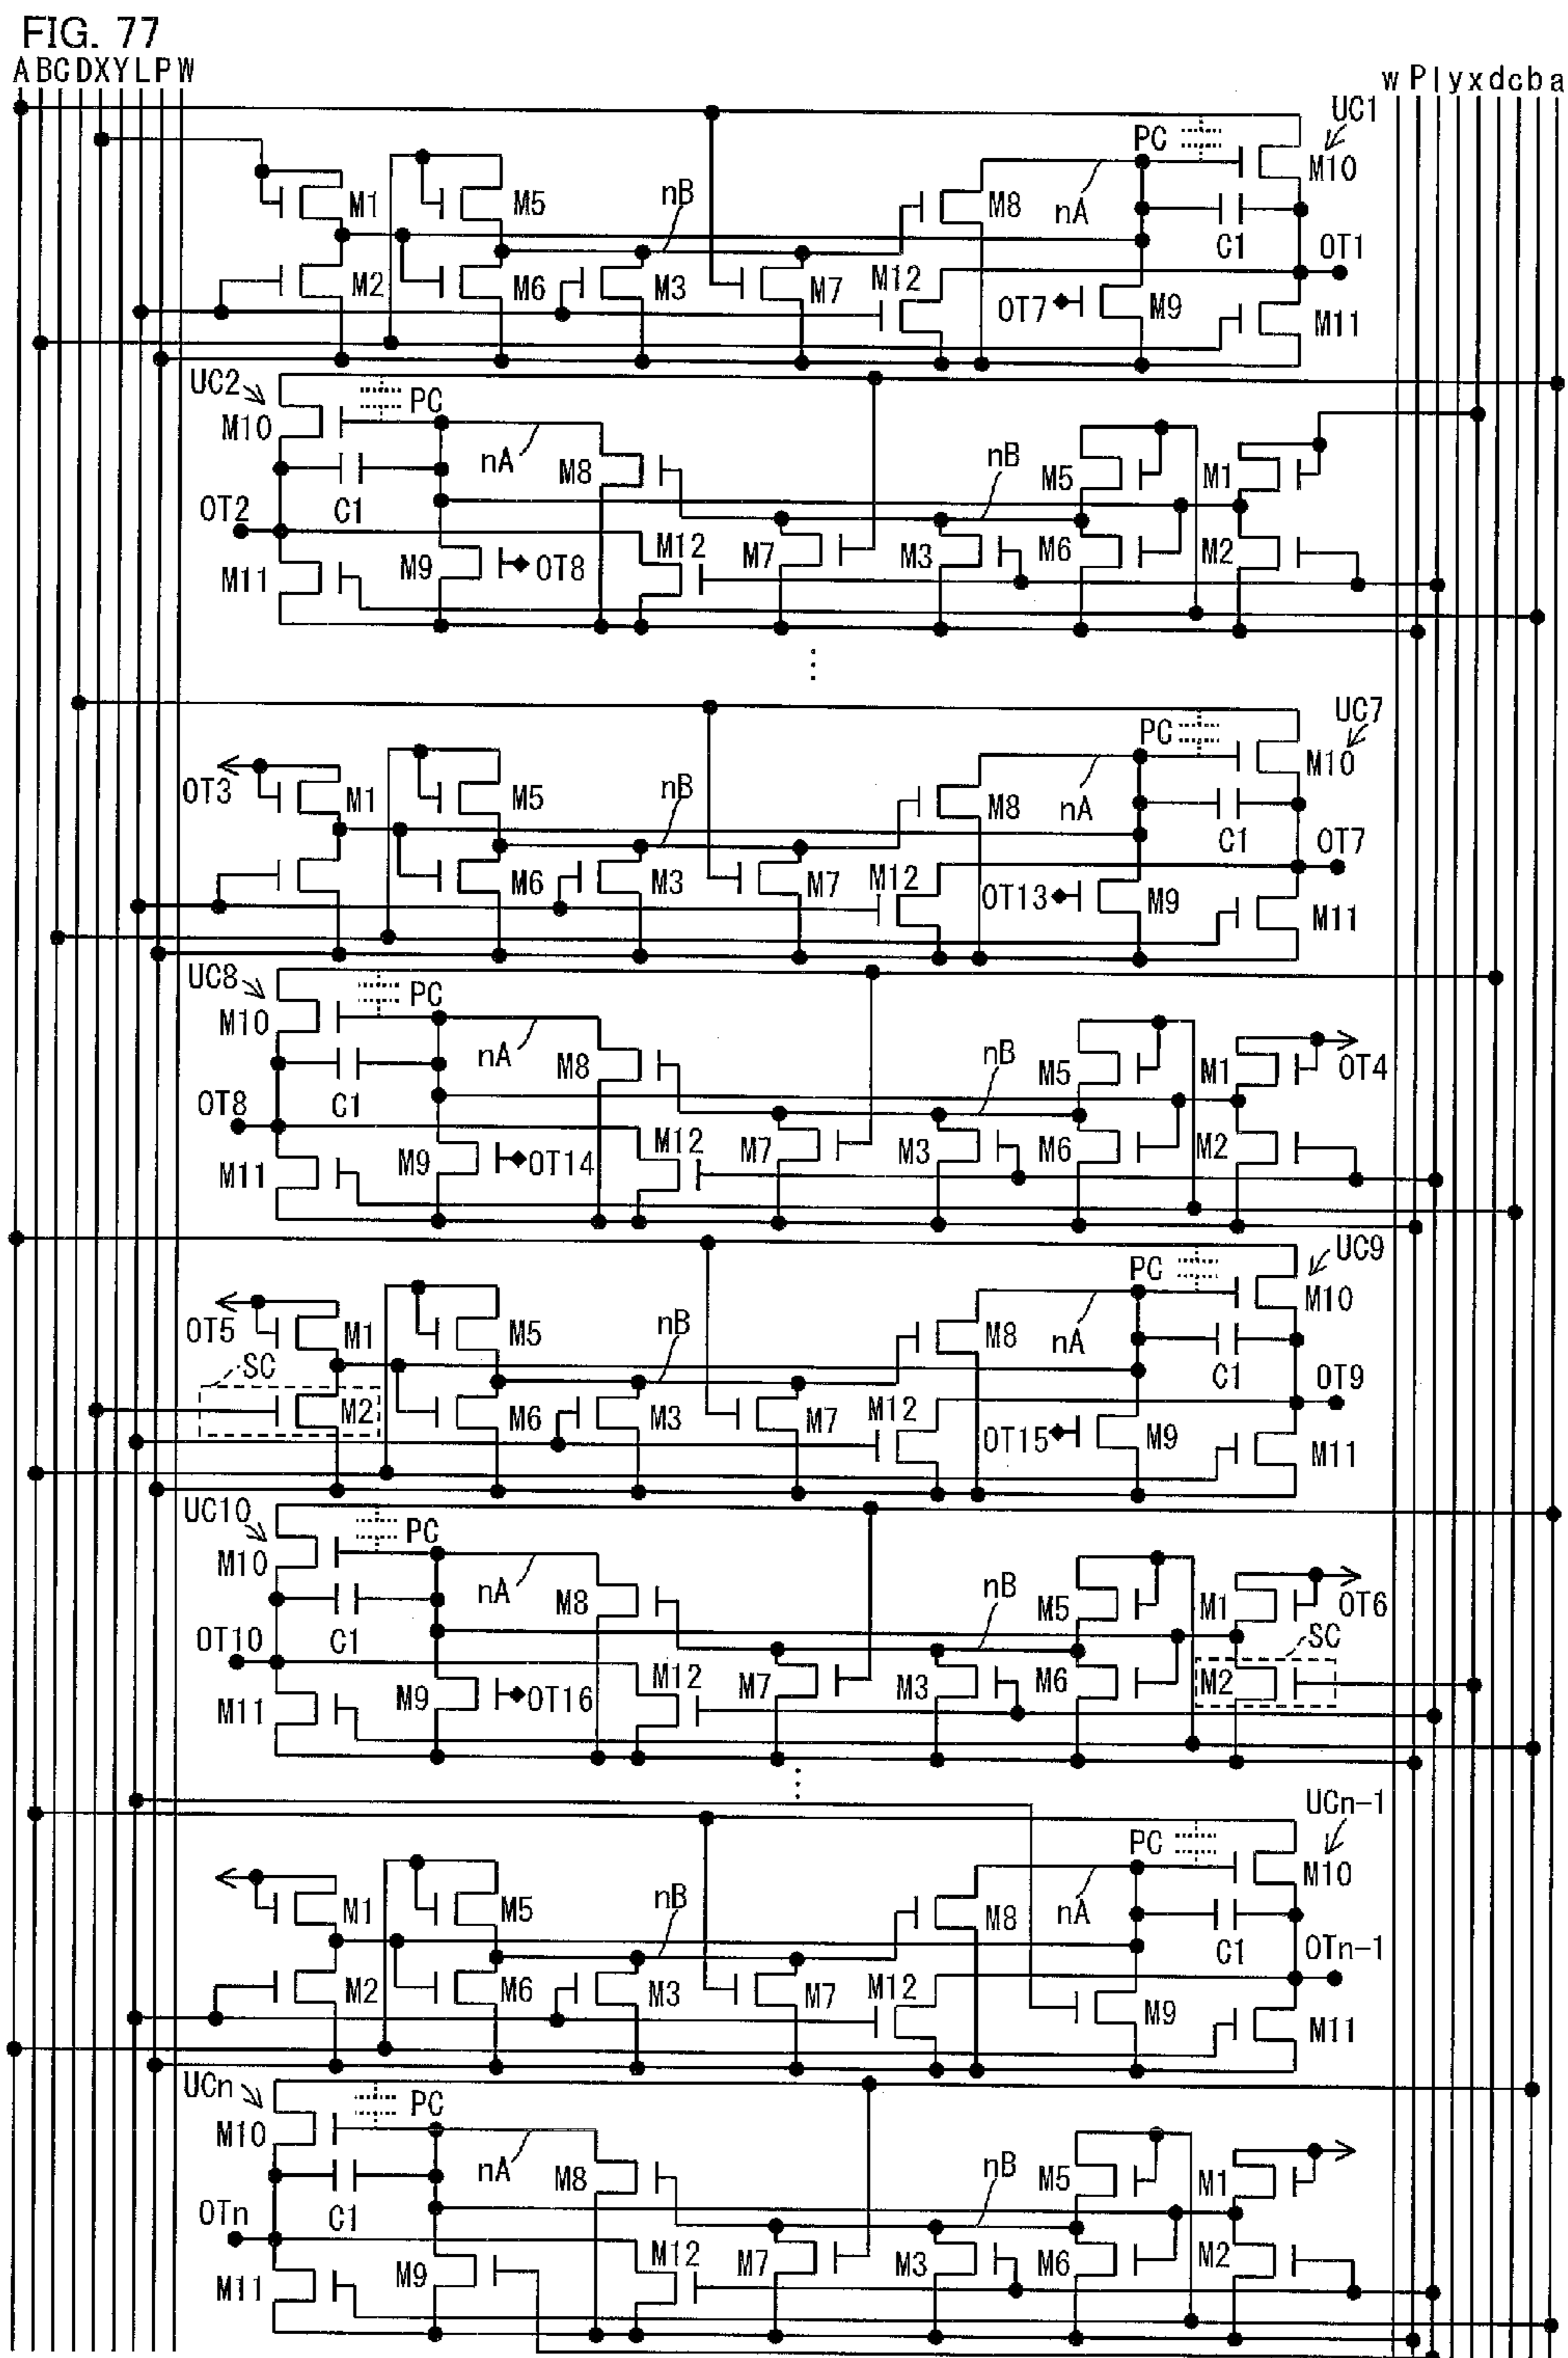 FIG. 77
A B C D X Y L P W
w P l y x d c b a
UC1
PC
M10
M1
M5
nB
M8
nA
C1
OT1
M2
M6
M3
M7
M12
OT7
M9
M11
UC2
PC
M10
nA
M8
nB
M5
M1
OT2
C1
M11
M9
OT8
M12
M7
M3
M6
M2
UC7
PC
M10
OT3
M1
M5
nB
M8
nA
C1
OT7
M6
M3
M7
M12
OT13
M9
M11
UC8
PC
M10
nA
M8
nB
M5
M1
OT4
OT8
C1
M11
M9
OT14
M12
M7
M3
M6
M2
UC9
PC
M10
OT5
M1
M5
nB
M8
nA
SC
C1
OT9
M2
M6
M3
M7
M12
OT15
M9
M11
UC10
PC
M10
nA
M8
nB
M5
M1
OT6
SC
OT10
C1
M11
M9
OT16
M12
M7
M3
M6
M2
UCn-1
PC
M10
M1
M5
nB
M8
nA
C1
OTn-1
M2
M6
M3
M7
M12
M9
M11
UCn
PC
M10
nA
M8
nB
M5
M1
OTn
C1
M11
M9
M12
M7
M3
M6
M2